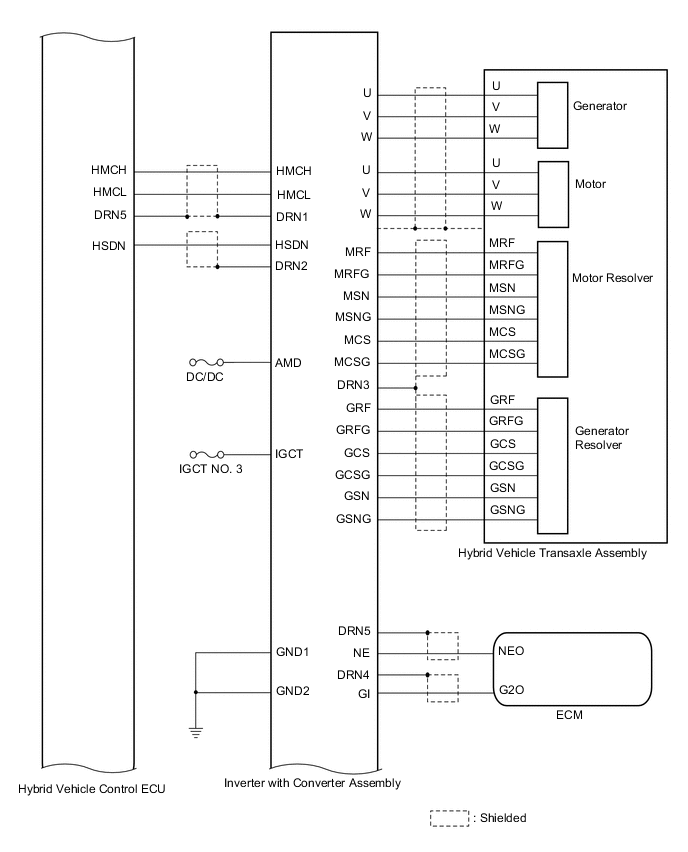 HMCH
HMCL
DRN5
HSDN
Hybrid Vehicle Control ECU
HMCH
HMCL
DRN1
HSDN
DRN2
DC/DC
AMD
IGCT NO. 3
IGCT
GND1
GND2
U
V
W
U
V
W
MRF
MRFG
MSN
MSNG
MCS
MCSG
DRN3
GRF
GRFG
GCS
GCSG
GSN
GSNG
DRN5
NE
DRN4
GI
Inverter with Converter Assembly
U
V
W
Generator
U
V
W
Motor
MRF
MRFG
MSN
MSNG
MCS
MCSG
Motor Resolver
GRF
GRFG
GCS
GCSG
GSN
GSNG
Generator
Resolver
Hybrid Vehicle Transaxle Assembly
NEO
G2O
ECM
: Shielded